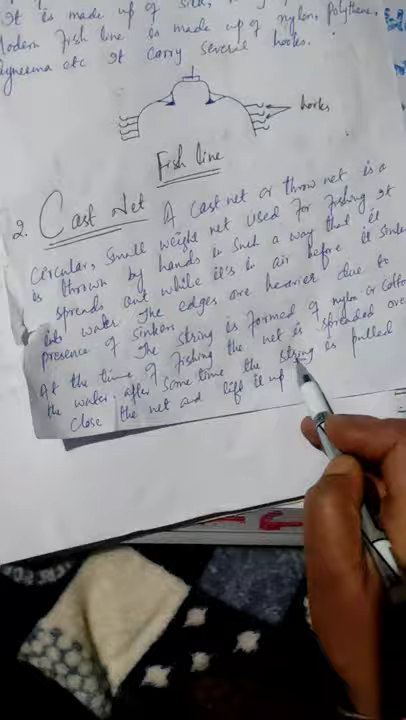 It is made up of silk,
Modern Fish line is made up of nylon, polythene,
dyneema etc It carry several hooks.
hooks
Fish line
2. Cast Net A cast net or throw net is a
circular, small weight net used for fishing It
is thrown by hands in such a way that it
spreads out while it's in air before it sinks
into water The edges are heavier due to
presence of sinkers
The string is formed of nylon or cotton
At the time of fishing the net is spreaded over
the water, after some time the string is pulled
close the net and lift it up